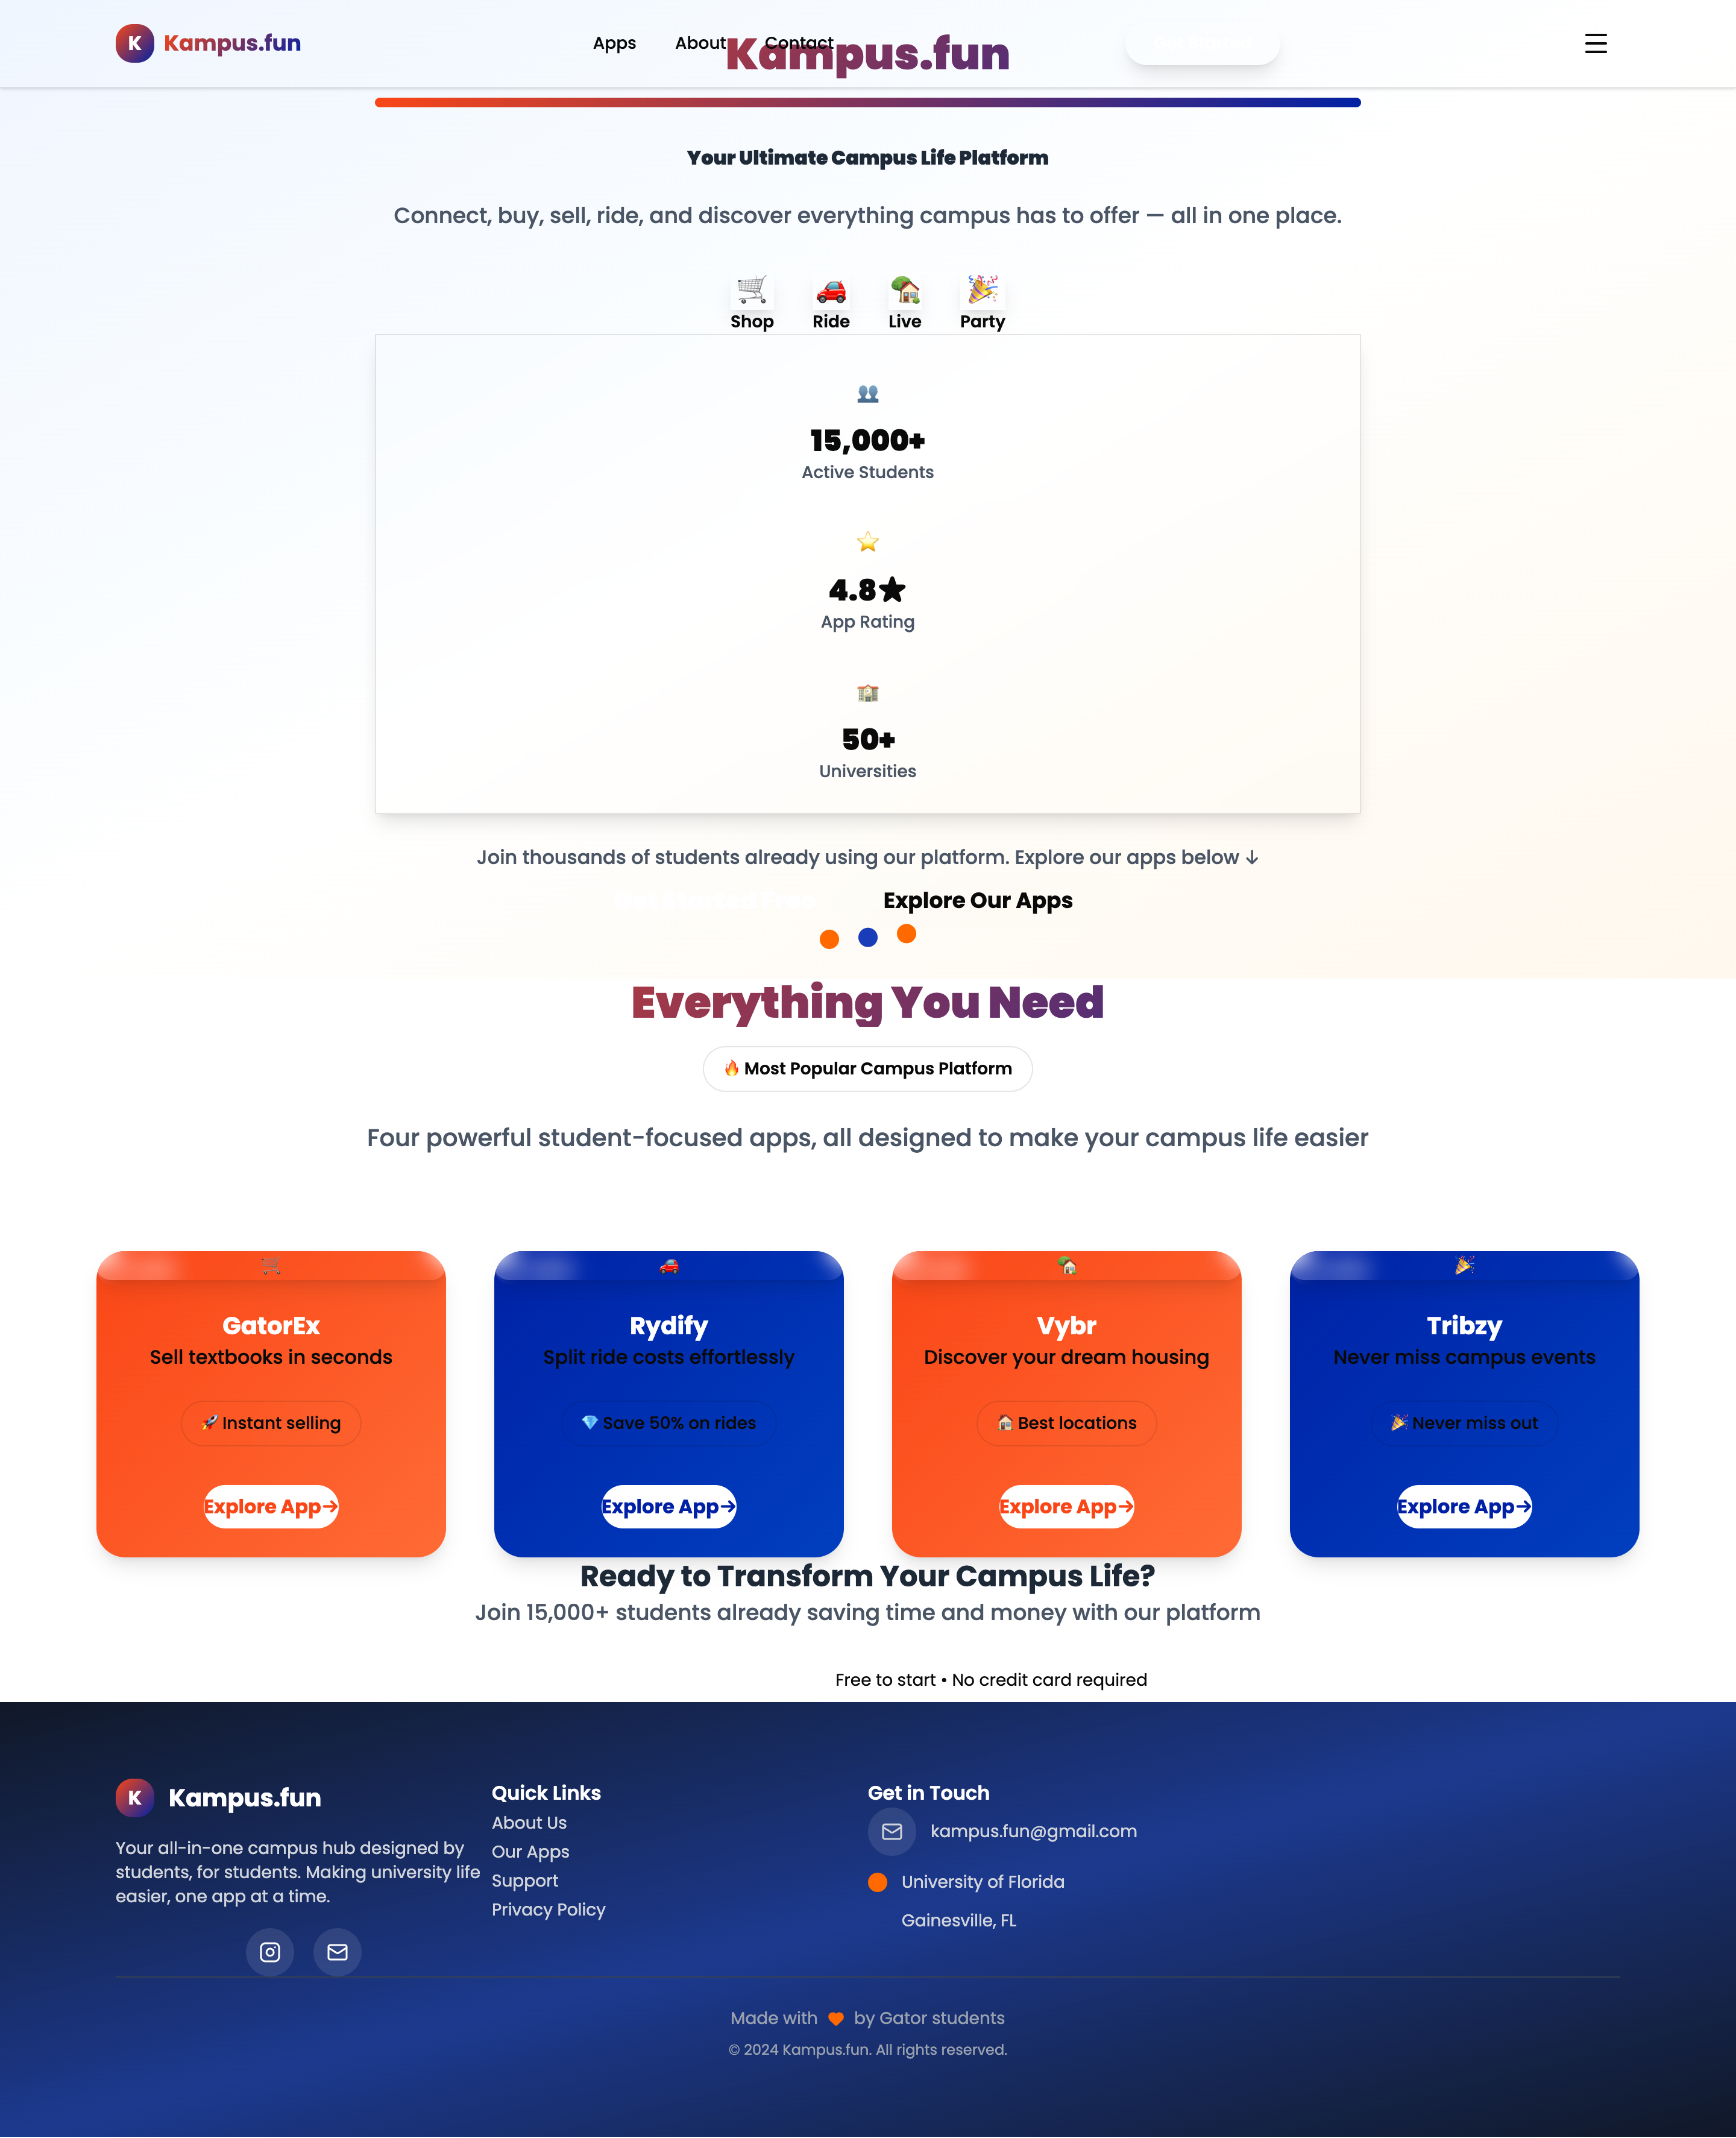 K Kampus.fun
Apps About Contact
Kampus.fun
Your Ultimate Campus Life Platform
Connect, buy, sell, ride, and discover everything campus has to offer — all in one place.
Shop Ride Live Party
15,000+
Active Students
4.8★
App Rating
50+
Universities
Join thousands of students already using our platform. Explore our apps below ↓
Get Started Free Explore Our Apps
Everything You Need
🔥 Most Popular Campus Platform
Four powerful student-focused apps, all designed to make your campus life easier
GatorEx
Sell textbooks in seconds
🚀 Instant selling
Explore App→
Rydify
Split ride costs effortlessly
💎 Save 50% on rides
Explore App→
Vybr
Discover your dream housing
🏠 Best locations
Explore App→
Tribzy
Never miss campus events
🎉 Never miss out
Explore App→
Ready to Transform Your Campus Life?
Join 15,000+ students already saving time and money with our platform
Free to start • No credit card required
K Kampus.fun
Your all-in-one campus hub designed by
students, for students. Making university life
easier, one app at a time.
Quick Links
About Us
Our Apps
Support
Privacy Policy
Get in Touch
kampus.fun@gmail.com
University of Florida
Gainesville, FL
Made with 🧡 by Gator students
© 2024 Kampus.fun. All rights reserved.